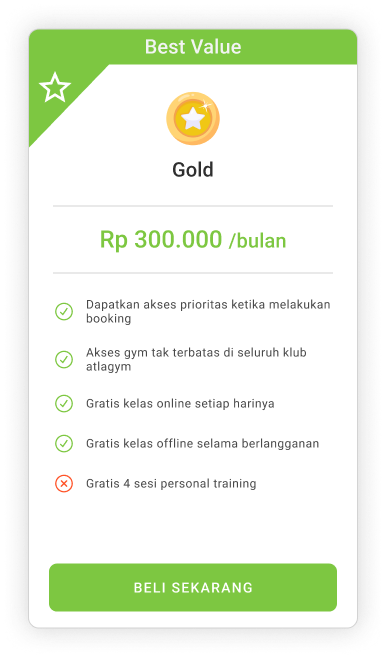 Best Value
Gold
Rp 300.000 /bulan
Dapatkan akses prioritas ketika melakukan
booking
Akses gym tak terbatas di seluruh klub
atlagym
Gratis kelas online setiap harinya
Gratis kelas offline selama berlangganan
Gratis 4 sesi personal training
BELI SEKARANG